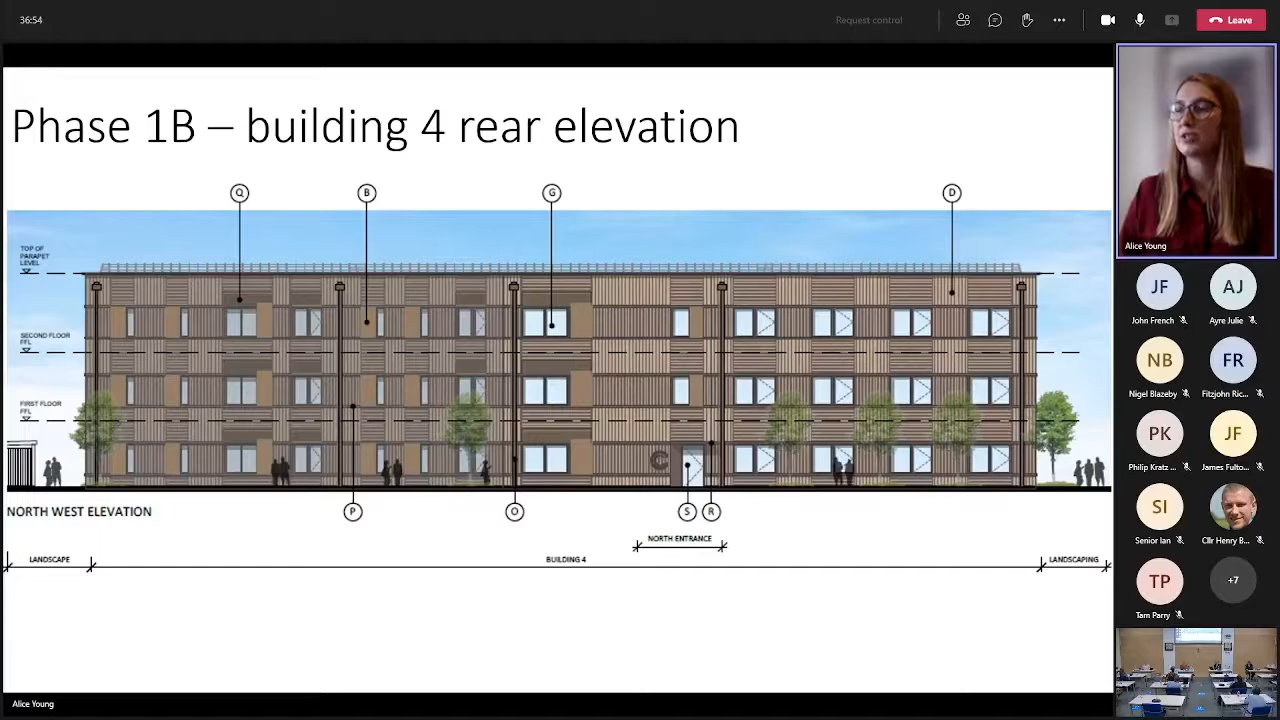 36:54
Request control
Leave
Phase 1B – building 4 rear elevation
Q
B
G
D
TOP OF
PARAPET
LEVEL
SECOND FLOOR
FFL
FIRST FLOOR
FFL
C
NORTH WEST ELEVATION
P
O
S
R
NORTH ENTRANCE
LANDSCAPE
BUILDING 4
LANDSCAPING
Alice Young
Alice Young
JF
AJ
John French
Ayre Julie
NB
FR
Nigel Blazeby
Fitzjohn Ric...
PK
JF
Philip Kratz ...
James Fulto...
SI
Senior Ian
Cllr Henry B...
TP
+7
Tam Parry